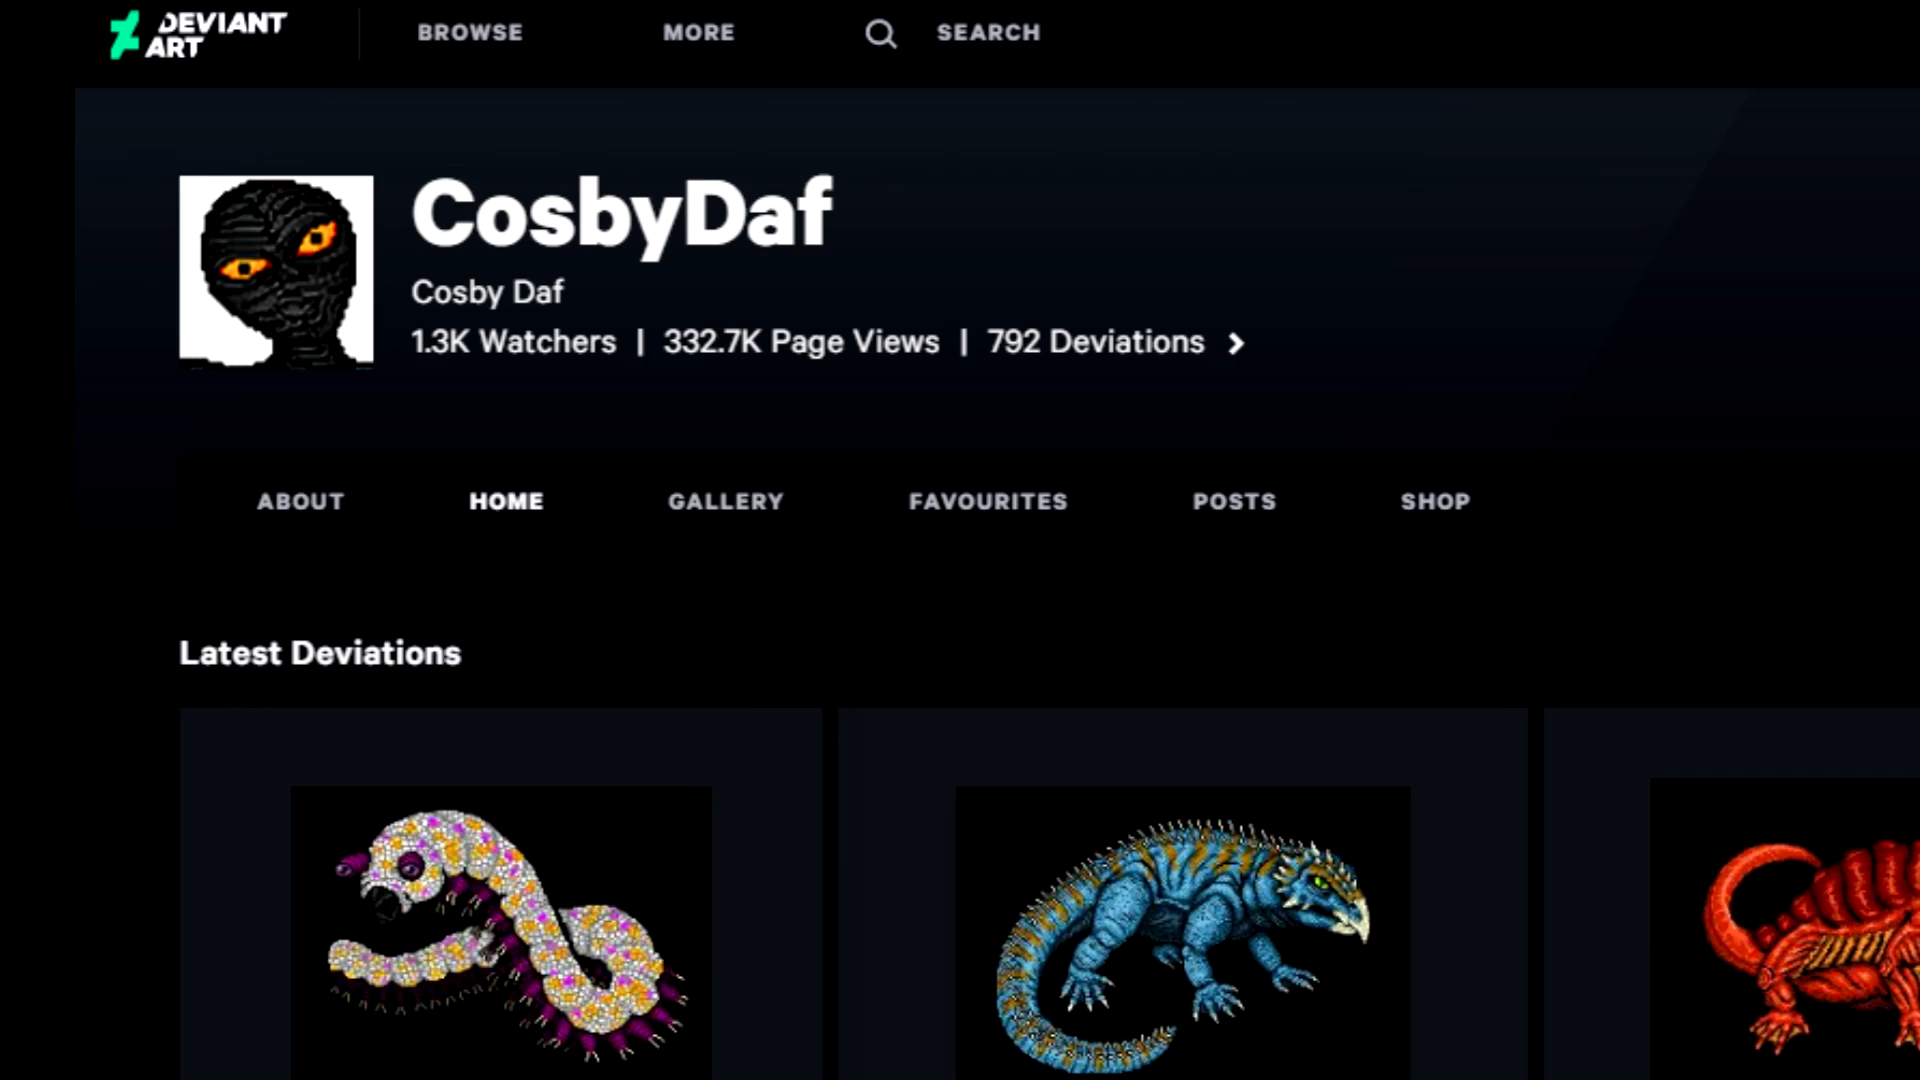 DEVIANT
ART
BROWSE
MORE
SEARCH
CosbyDaf
Cosby Daf
1.3K Watchers | 332.7K Page Views | 792 Deviations
ABOUT
HOME
GALLERY
FAVOURITES
POSTS
SHOP
Latest Deviations